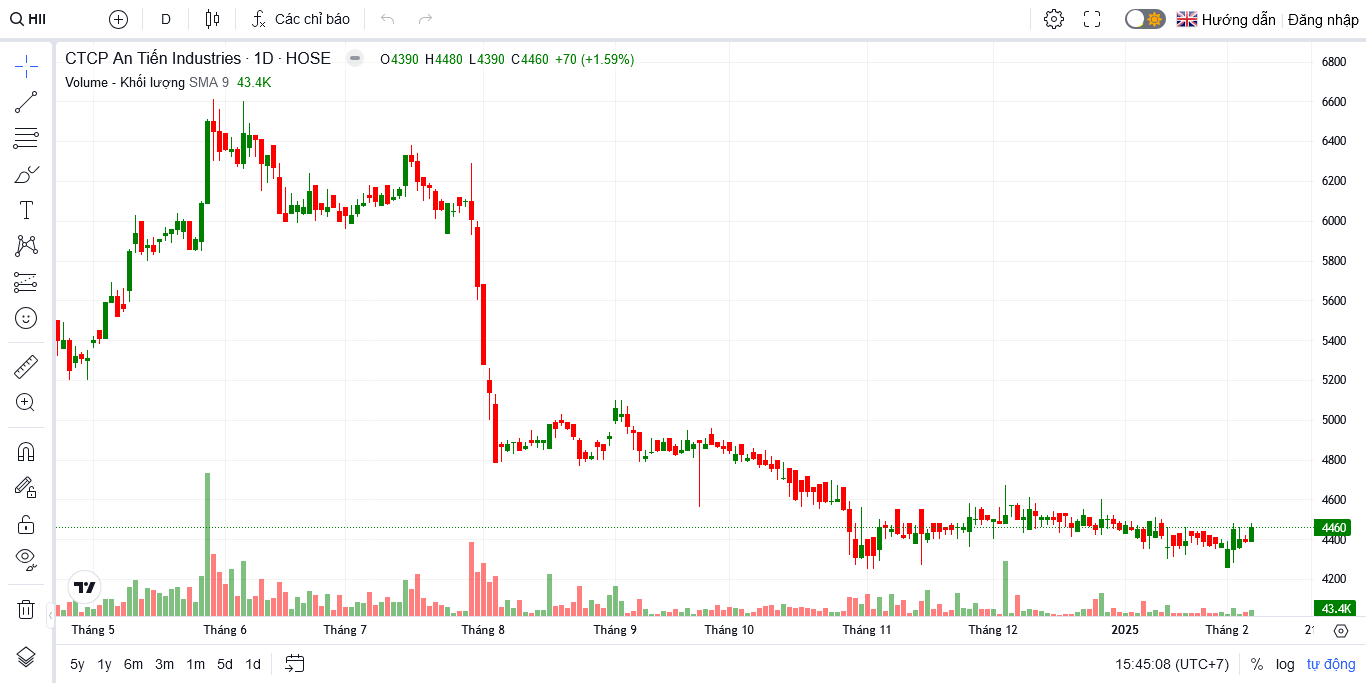 HII D Các chỉ báo Hướng dẫn Đăng nhập
CTCP An Tiến Industries · 1D · HOSE O4390 H4480 L4390 C4460 +70 (+1.59%)
Volume - Khối lượng SMA 9 43.4K
6800
6600
6400
6200
6000
5800
5600
5400
5200
5000
4800
4600
4460
4400
4200
43.4K
Tháng 5 Tháng 6 Tháng 7 Tháng 8 Tháng 9 Tháng 10 Tháng 11 Tháng 12 2025 Tháng 2
5y 1y 6m 3m 1m 5d 1d 15:45:08 (UTC+7) % log tự động